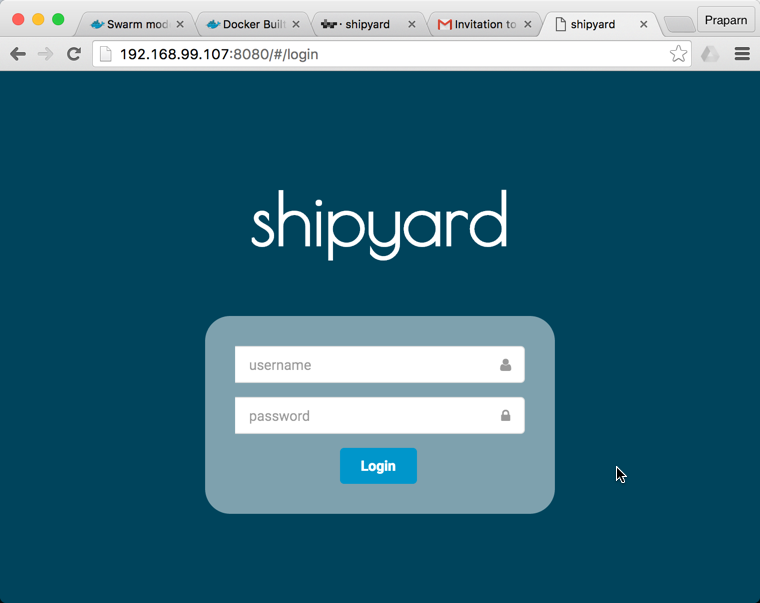 Swarm mod
Docker Built
· shipyard
Invitation to
shipyard
Praparn
192.168.99.107:8080/#/login
shipyard
username
password
Login